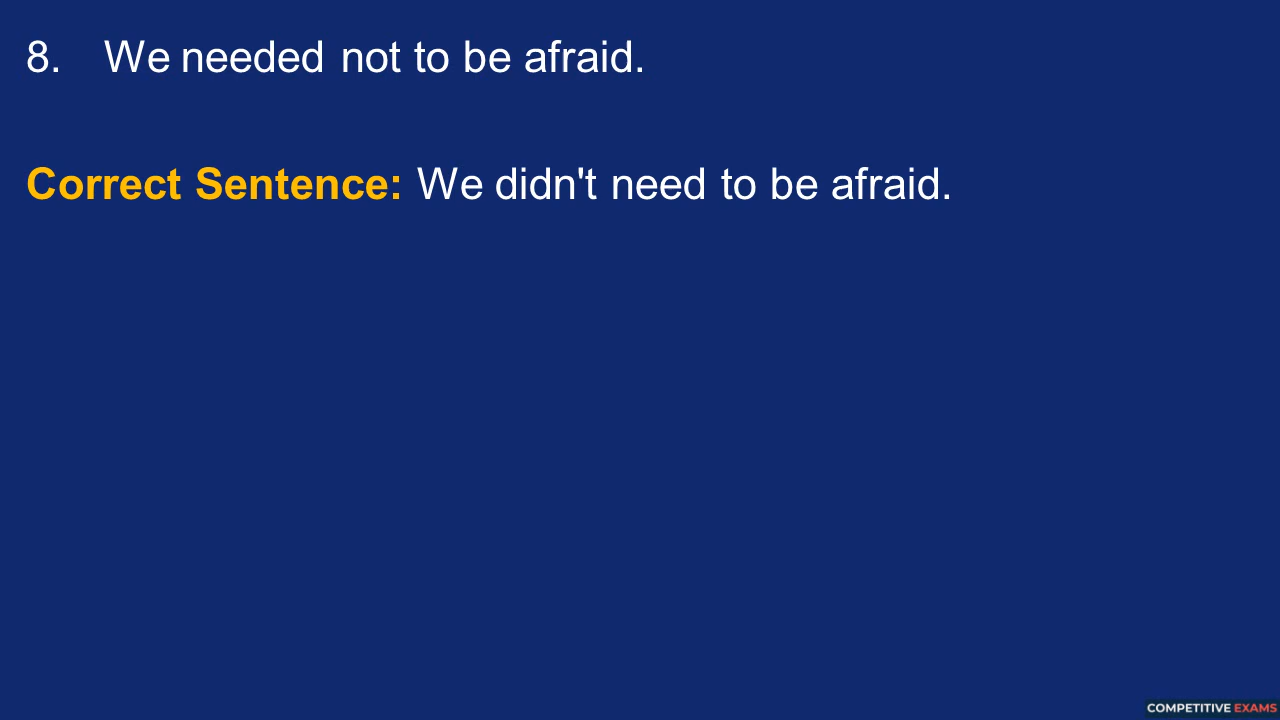 8. We needed not to be afraid.
Correct Sentence: We didn't need to be afraid.
COMPETITIVE EXAMS